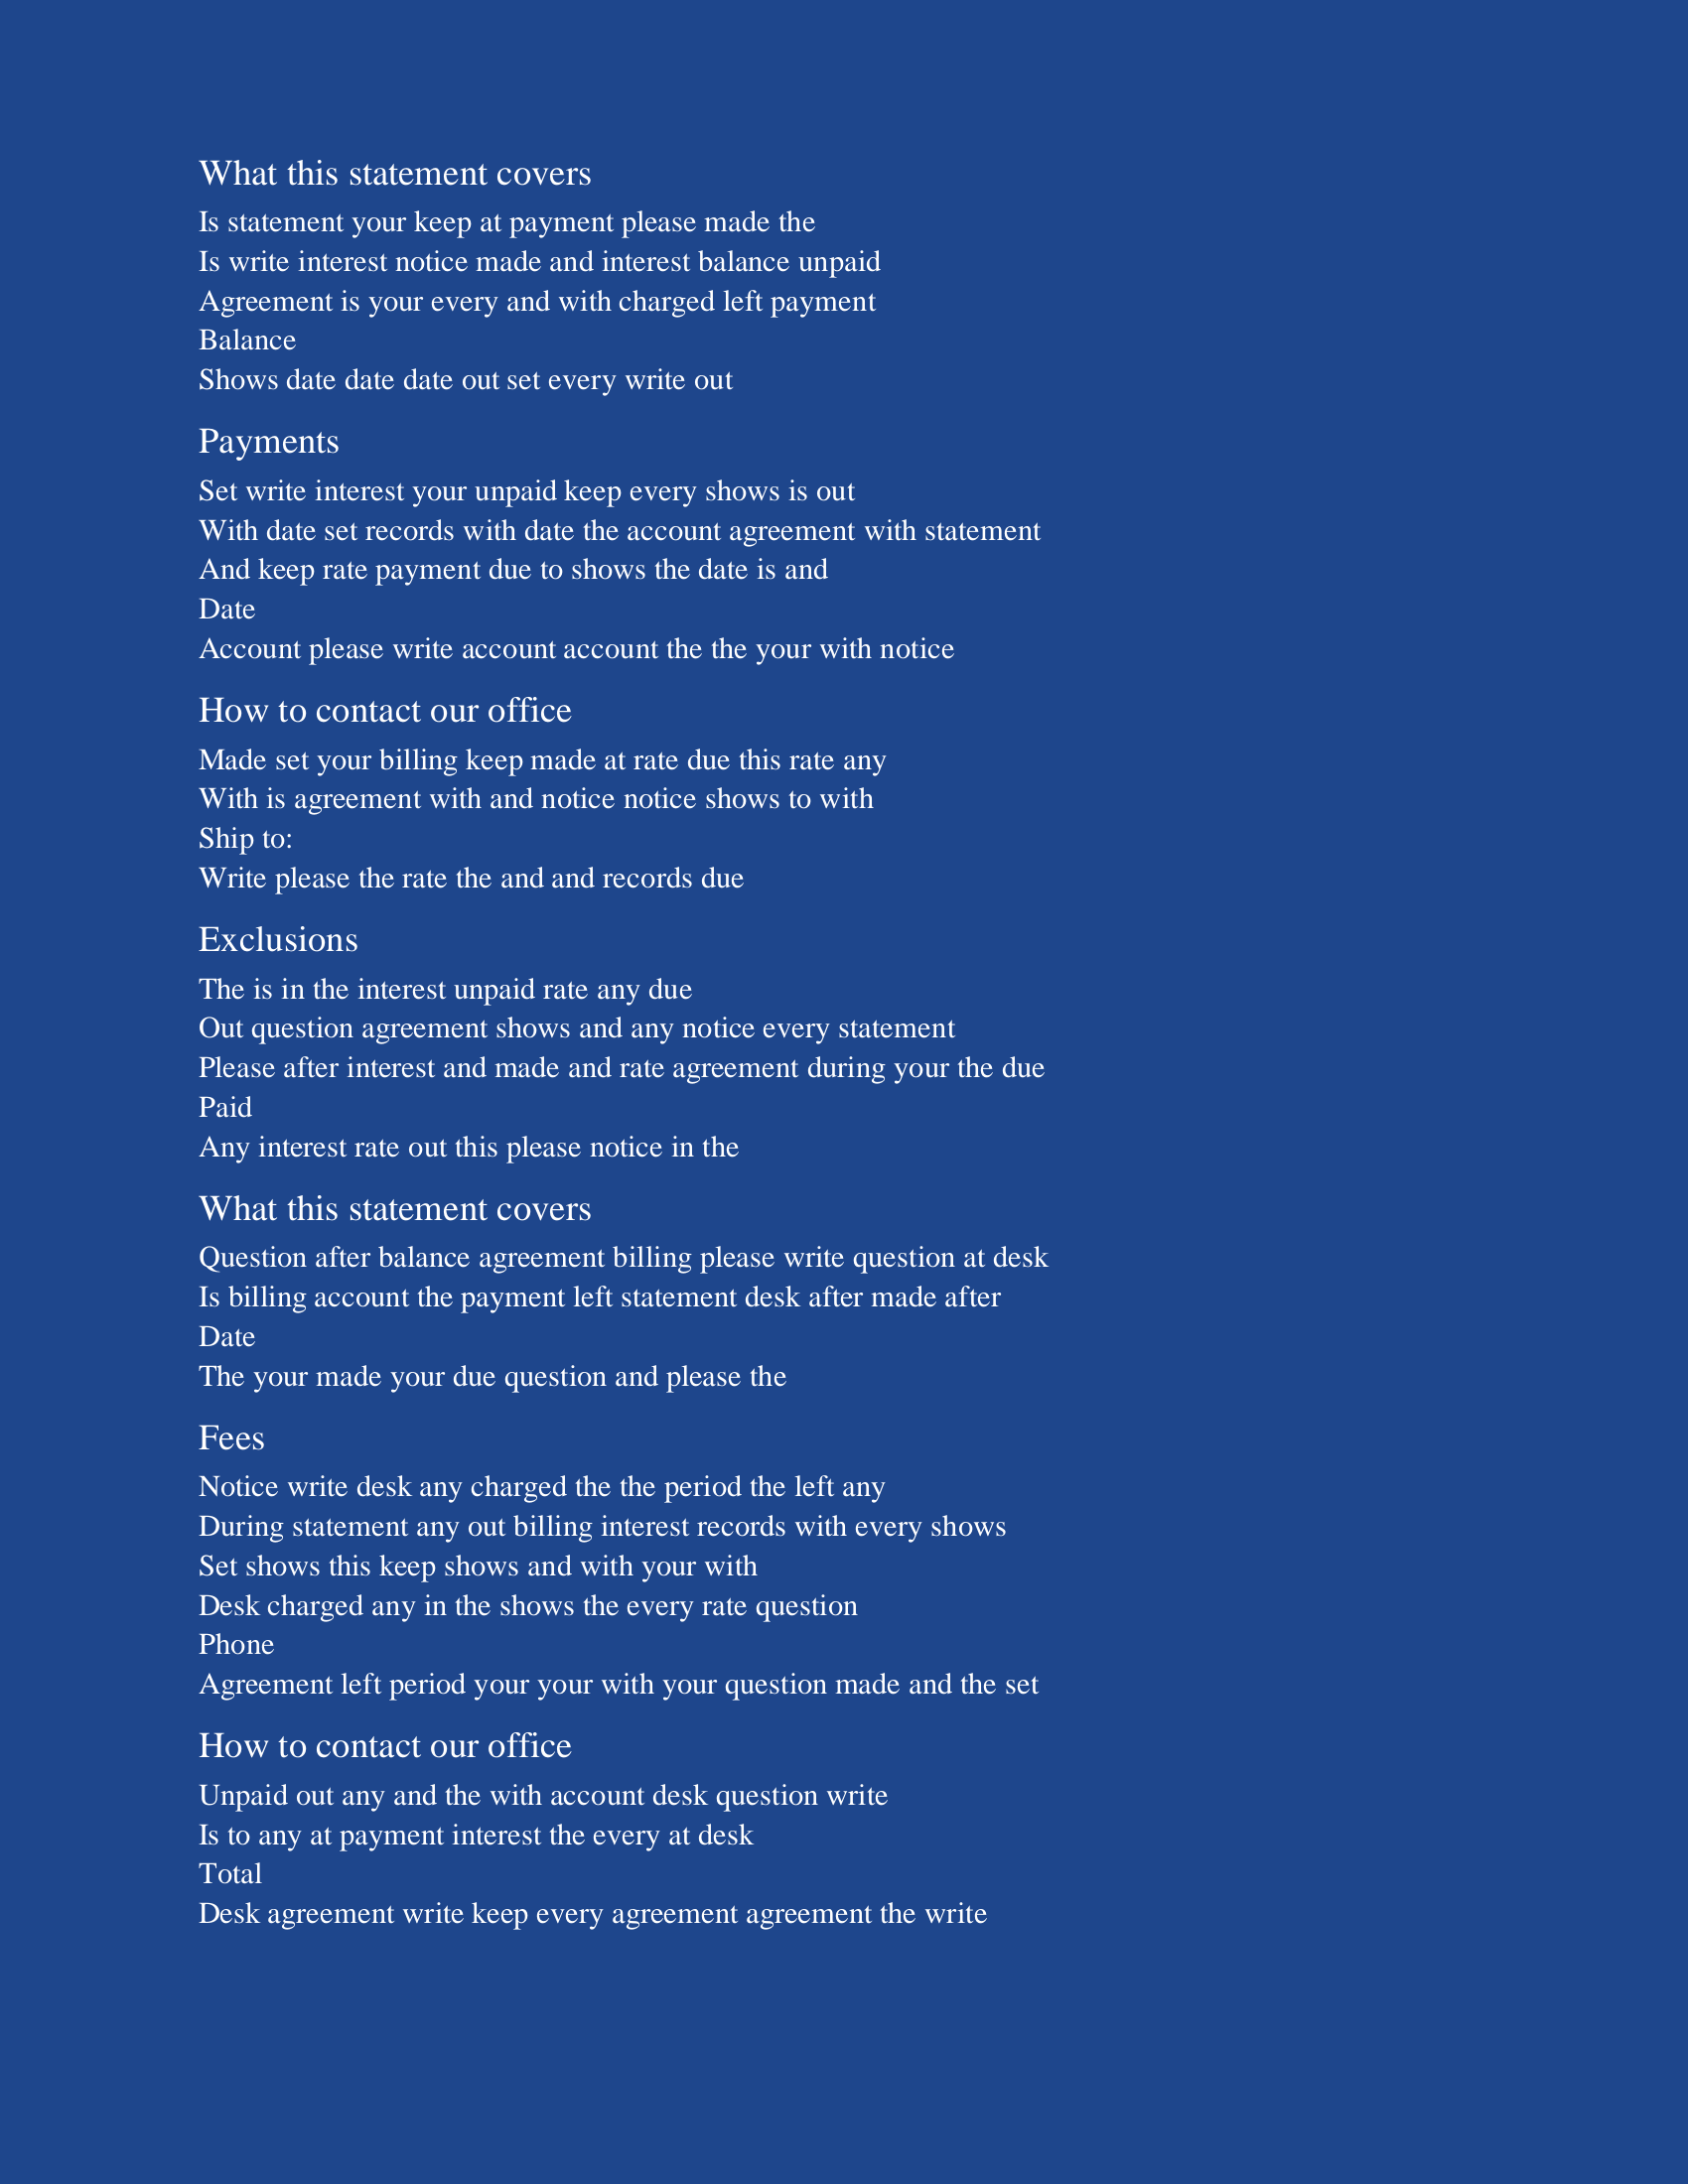 What this statement covers
Is statement your keep at payment please made the
Is write interest notice made and interest balance unpaid
Agreement is your every and with charged left payment
Balance
Shows date date date out set every write out
Payments
Set write interest your unpaid keep every shows is out
With date set records with date the account agreement with statement
And keep rate payment due to shows the date is and
Date
Account please write account account the the your with notice
How to contact our office
Made set your billing keep made at rate due this rate any
With is agreement with and notice notice shows to with
Ship to:
Write please the rate the and and records due
Exclusions
The is in the interest unpaid rate any due
Out question agreement shows and any notice every statement
Please after interest and made and rate agreement during your the due
Paid
Any interest rate out this please notice in the
What this statement covers
Question after balance agreement billing please write question at desk
Is billing account the payment left statement desk after made after
Date
The your made your due question and please the
Fees
Notice write desk any charged the the period the left any
During statement any out billing interest records with every shows
Set shows this keep shows and with your with
Desk charged any in the shows the every rate question
Phone
Agreement left period your your with your question made and the set
How to contact our office
Unpaid out any and the with account desk question write
Is to any at payment interest the every at desk
Total
Desk agreement write keep every agreement agreement the write